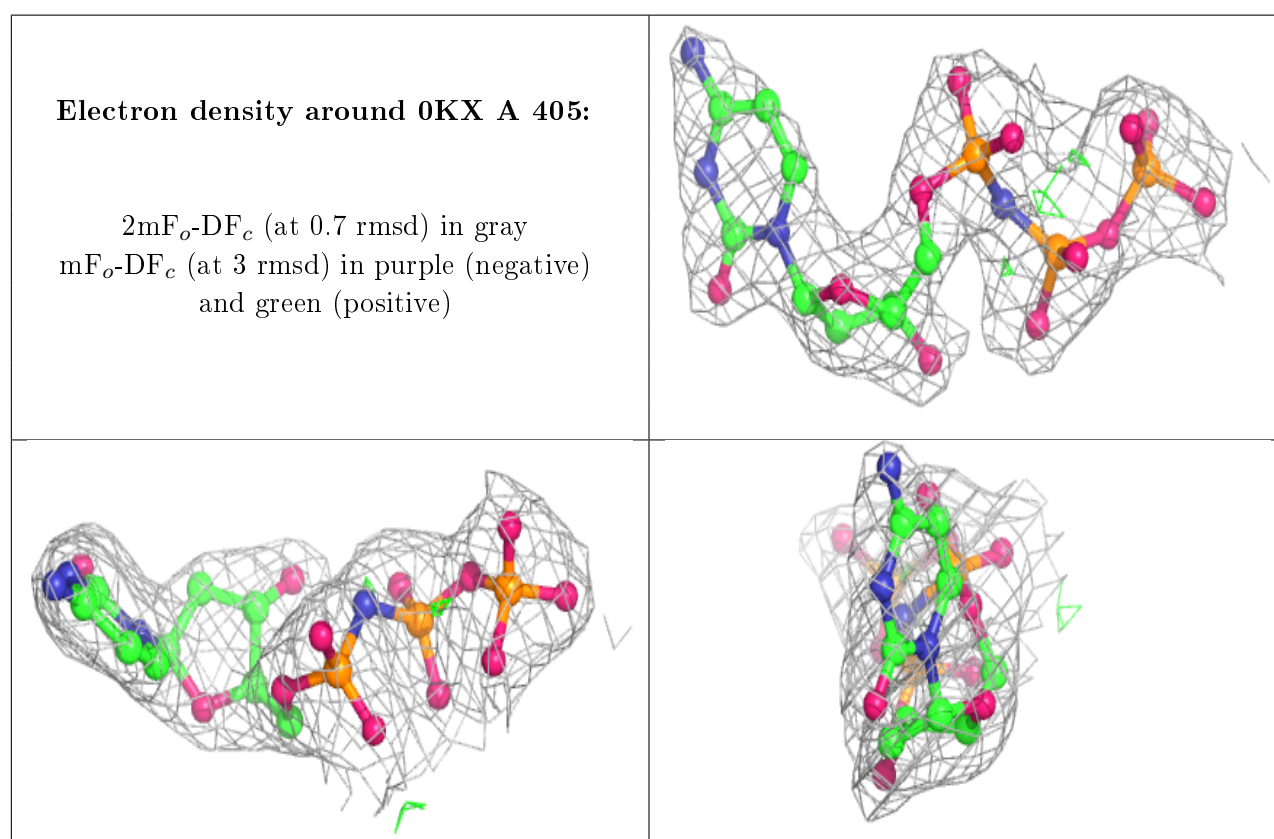 Electron density around 0KX A 405:
2mFo-DFc (at 0.7 rmsd) in gray
mFo-DFc (at 3 rmsd) in purple (negative)
and green (positive)